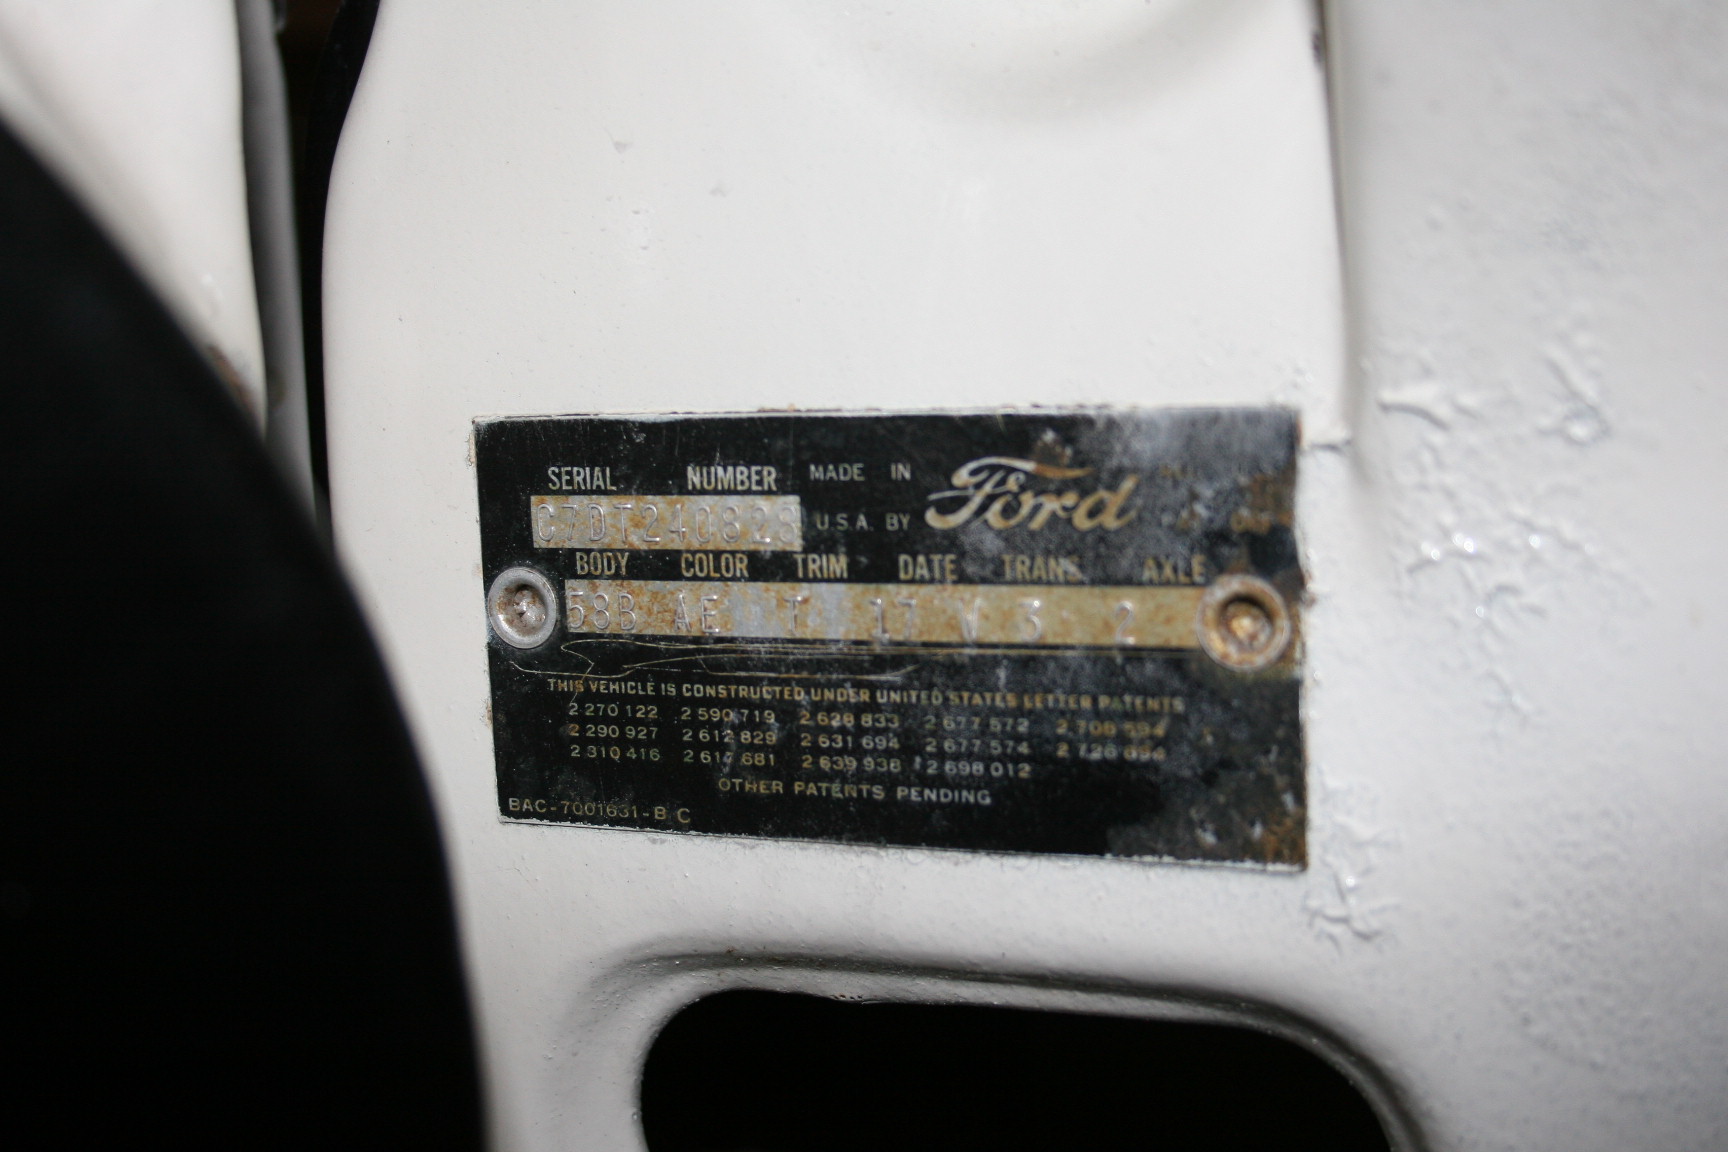 SERIAL NUMBER MADE IN Ford
C7DT240828 U.S.A. BY
BODY COLOR TRIM DATE TRANS. AXLE
58B AE T 17 V 3 2
THIS VEHICLE IS CONSTRUCTED UNDER UNITED STATES LETTER PATENTS
2 270 122 2 590 719 2 628 833 2 677 572
2 290 927 2 612 829 2 631 694 2 677 574
2 310 416 2 617 681 2 639 938 2 698 012
OTHER PATENTS PENDING
BAC-7001631-B C